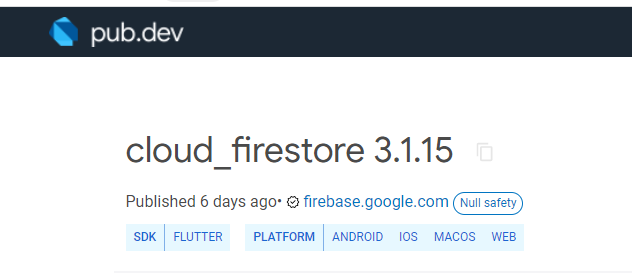 pub.dev
cloud_firestore 3.1.15
Published 6 days ago• firebase.google.com Null safety
SDK FLUTTER PLATFORM ANDROID IOS MACOS WEB